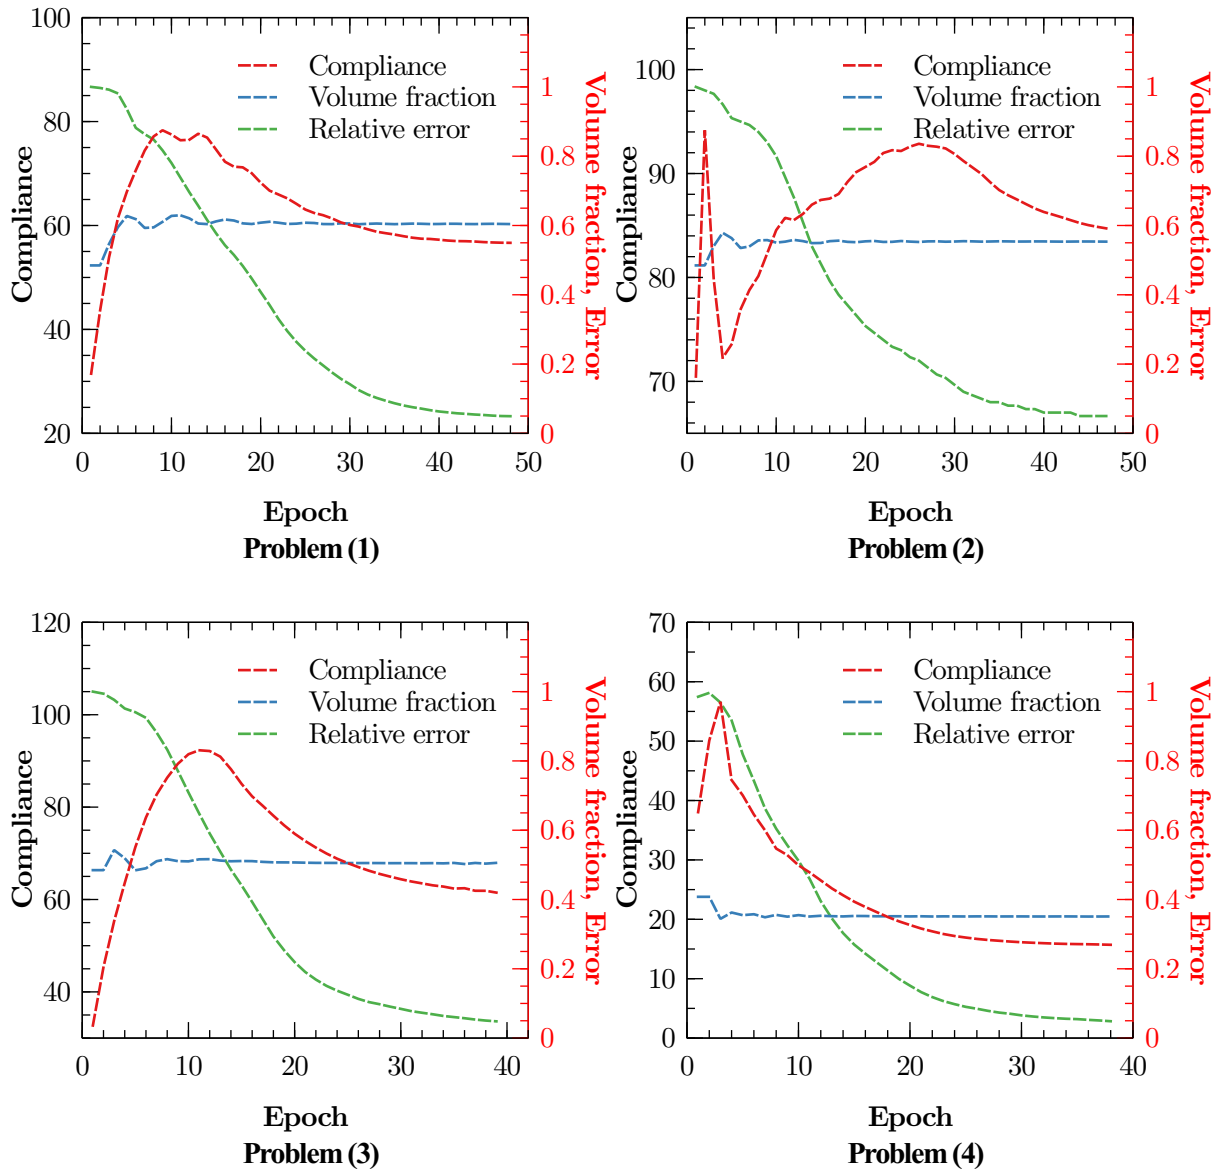 100
80
60
40
20
Compliance
Compliance
Volume fraction
Relative error
1
0.8
0.6
0.4
0.2
0
Volume fraction, Error
0 10 20 30 40 50
Epoch
Problem (1)
100
90
80
70
Compliance
Compliance
Volume fraction
Relative error
1
0.8
0.6
0.4
0.2
0
Volume fraction, Error
0 10 20 30 40 50
Epoch
Problem (2)
120
100
80
60
40
Compliance
Compliance
Volume fraction
Relative error
1
0.8
0.6
0.4
0.2
0
Volume fraction, Error
0 10 20 30 40
Epoch
Problem (3)
70
60
50
40
30
20
10
0
Compliance
Compliance
Volume fraction
Relative error
1
0.8
0.6
0.4
0.2
0
Volume fraction, Error
0 10 20 30 40
Epoch
Problem (4)